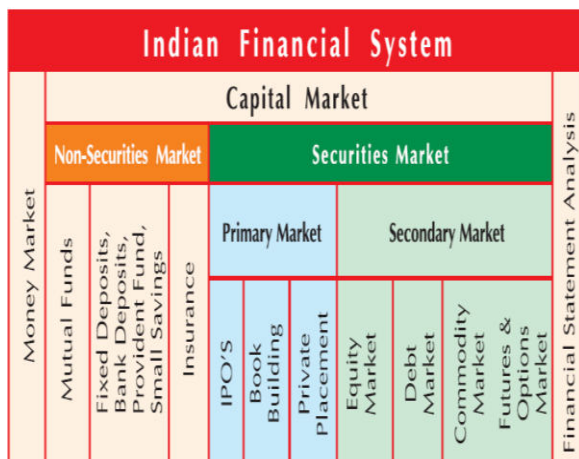 Indian Financial System
Money Market
Capital Market
Financial Statement Analysis
Non-Securities Market
Securities Market
Primary Market
Secondary Market
Mutual Funds
Fixed Deposits,
Bank Deposits,
Provident Fund,
Small Savings
Insurance
IPO'S
Book
Building
Private
Placement
Equity
Market
Debt
Market
Commodity
Market
Futures &
Options
Market